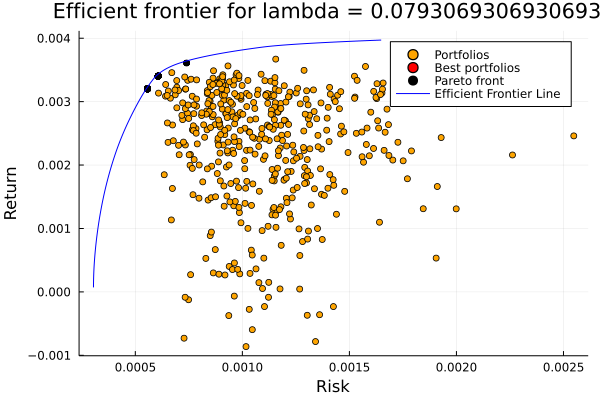 Efficient frontier for lambda = 0.0793069306930693
0.004
0.003
0.002
0.001
0.000
−0.001
Return
Portfolios
Best portfolios
Pareto front
Efficient Frontier Line
0.0005 0.0010 0.0015 0.0020 0.0025
Risk